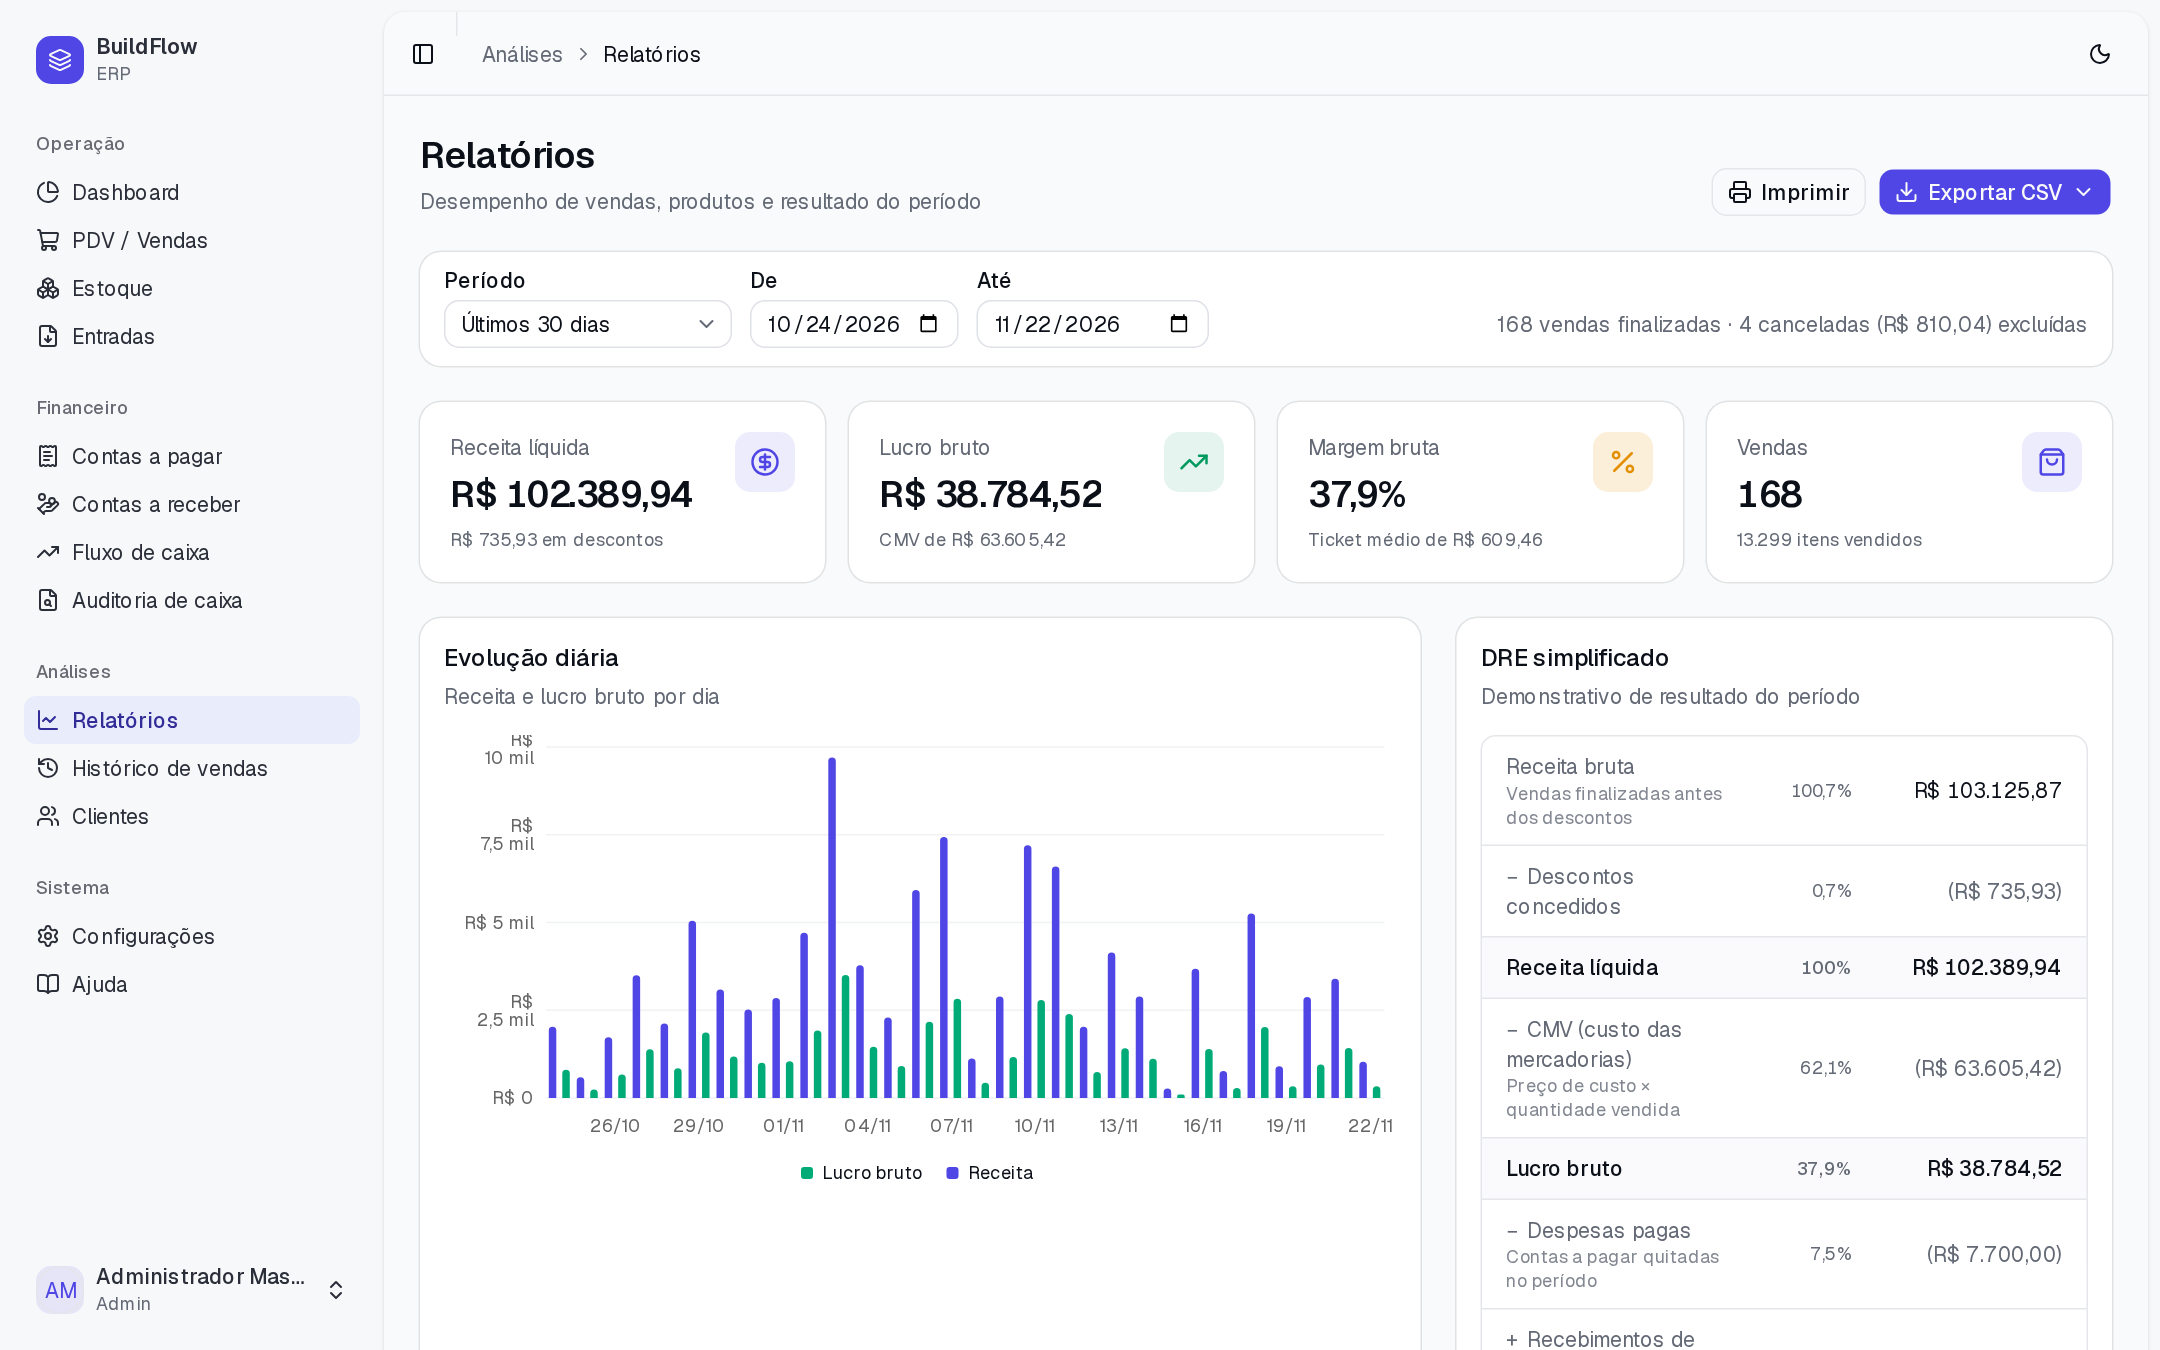 BuildFlow
ERP
Operação
Dashboard
PDV / Vendas
Estoque
Entradas
Financeiro
Contas a pagar
Contas a receber
Fluxo de caixa
Auditoria de caixa
Análises
Relatórios
Histórico de vendas
Clientes
Sistema
Configurações
Ajuda
AM
Administrador Mas...
Admin
Análises > Relatórios
Relatórios
Desempenho de vendas, produtos e resultado do período
Imprimir
Exportar CSV
Período
De
Até
Últimos 30 dias
10/24/2026
11/22/2026
168 vendas finalizadas · 4 canceladas (R$ 810,04) excluídas
Receita líquida
R$ 102.389,94
R$ 735,93 em descontos
Lucro bruto
R$ 38.784,52
CMV de R$ 63.605,42
Margem bruta
37,9%
Ticket médio de R$ 609,46
Vendas
168
13.299 itens vendidos
Evolução diária
Receita e lucro bruto por dia
R$
10 mil
R$
7,5 mil
R$ 5 mil
R$
2,5 mil
R$ 0
26/10 29/10 01/11 04/11 07/11 10/11 13/11 16/11 19/11 22/11
Lucro bruto Receita
DRE simplificado
Demonstrativo de resultado do período
Receita bruta
Vendas finalizadas antes
dos descontos
100,7%
R$ 103.125,87
− Descontos
concedidos
0,7%
(R$ 735,93)
Receita líquida
100%
R$ 102.389,94
− CMV (custo das
mercadorias)
Preço de custo ×
quantidade vendida
62,1%
(R$ 63.605,42)
Lucro bruto
37,9%
R$ 38.784,52
− Despesas pagas
Contas a pagar quitadas
no período
7,5%
(R$ 7.700,00)
+ Recebimentos de